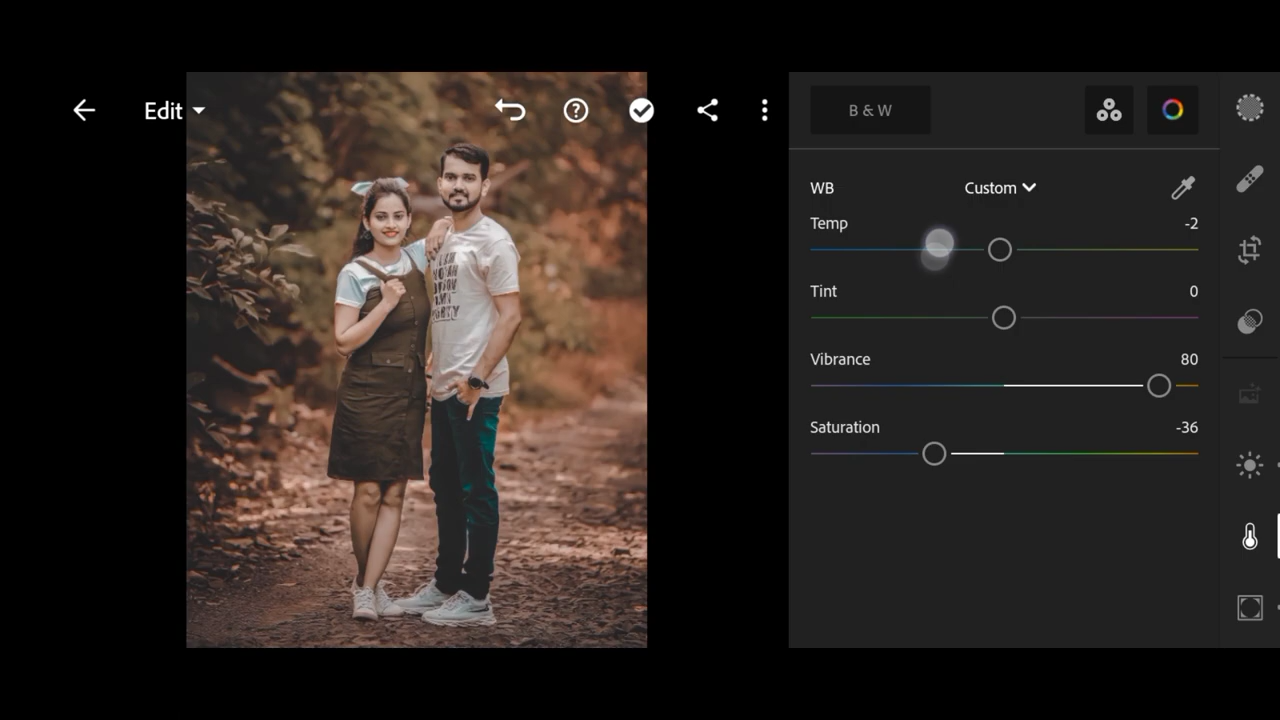 Edit
B & W
WB
Custom
Temp
-2
Tint
0
Vibrance
80
Saturation
-36